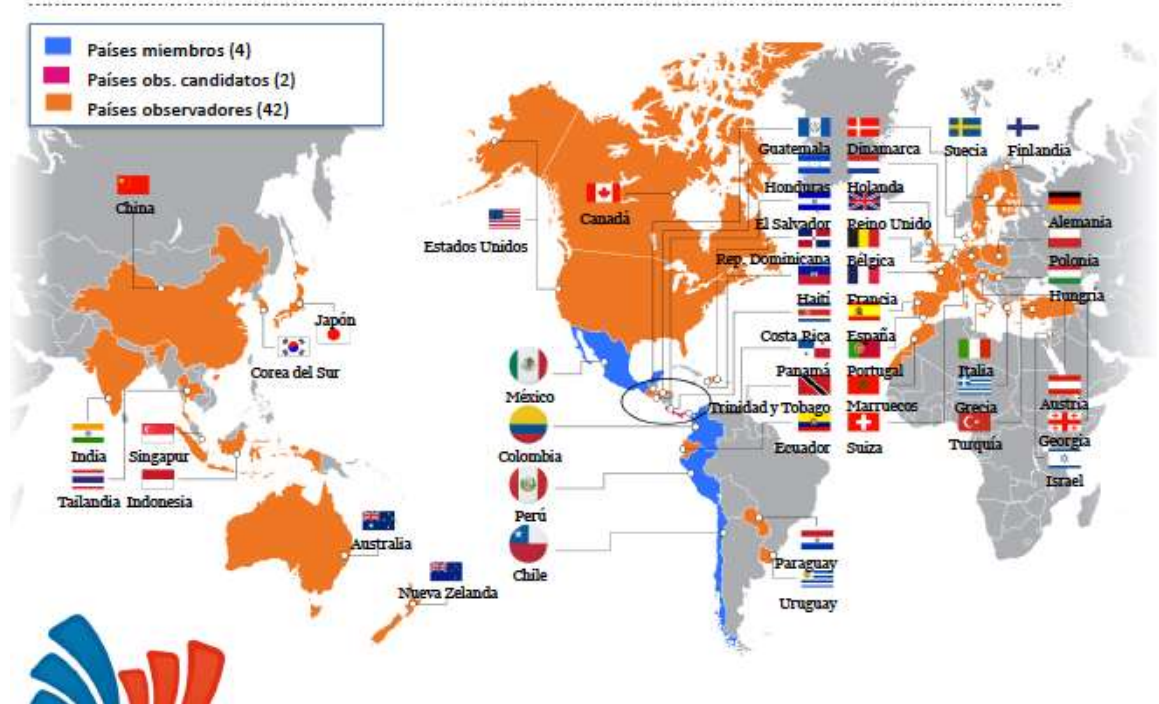 Países miembros (4)
Países obs. candidatos (2)
Países observadores (42)
China
Japón
Corea del Sur
India
Singapur
Tailandia
Indonesia
Australia
Nueva Zelanda
Estados Unidos
Canadá
México
Colombia
Perú
Chile
Guatemala
Dinamarca
Suecia
Finlandia
Honduras
Holanda
El Salvador
Reino Unido
Alemania
Rep. Dominicana
Bélgica
Polonia
Haití
Francia
Hungría
Costa Rica
España
Panamá
Portugal
Italia
Trinidad y Tobago
Marruecos
Grecia
Austria
Ecuador
Suiza
Turquía
Georgia
Israel
Paraguay
Uruguay